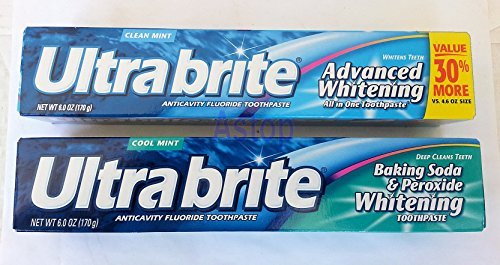 CLEAN MINT
Ultra brite®
ANTICAVITY FLUORIDE TOOTHPASTE
NET WT 6.0 OZ (170 g)
WHITENS TEETH
Advanced
Whitening
All in One Toothpaste
VALUE
30%
MORE
VS. 4.6 OZ SIZE
Astop
COOL MINT
Ultra brite®
ANTICAVITY FLUORIDE TOOTHPASTE
NET WT 6.0 OZ (170 g)
DEEP CLEANS TEETH
Baking Soda
& Peroxide
Whitening
TOOTHPASTE